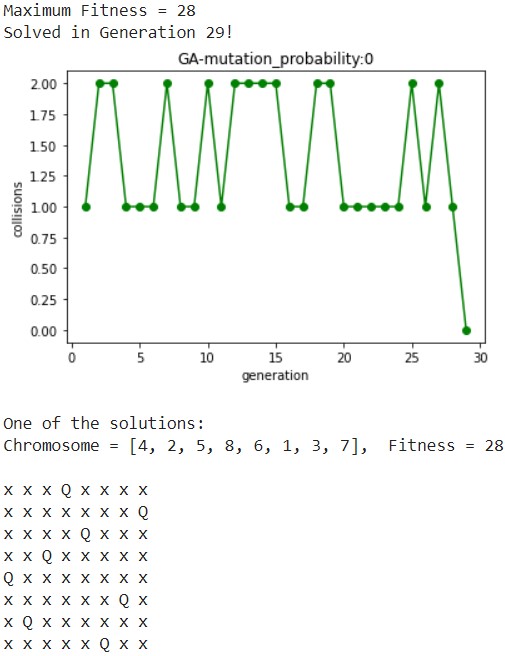 Maximum Fitness = 28
Solved in Generation 29!
GA-mutation_probability:0
2.00
1.75
1.50
1.25
1.00
0.75
0.50
0.25
0.00
collisions
0 5 10 15 20 25 30
generation
One of the solutions:
Chromosome = [4, 2, 5, 8, 6, 1, 3, 7],  Fitness = 28
x x x Q x x x x
x x x x x x x Q
x x x x Q x x x
x x Q x x x x x
Q x x x x x x x
x x x x x x Q x
x Q x x x x x x
x x x x x Q x x